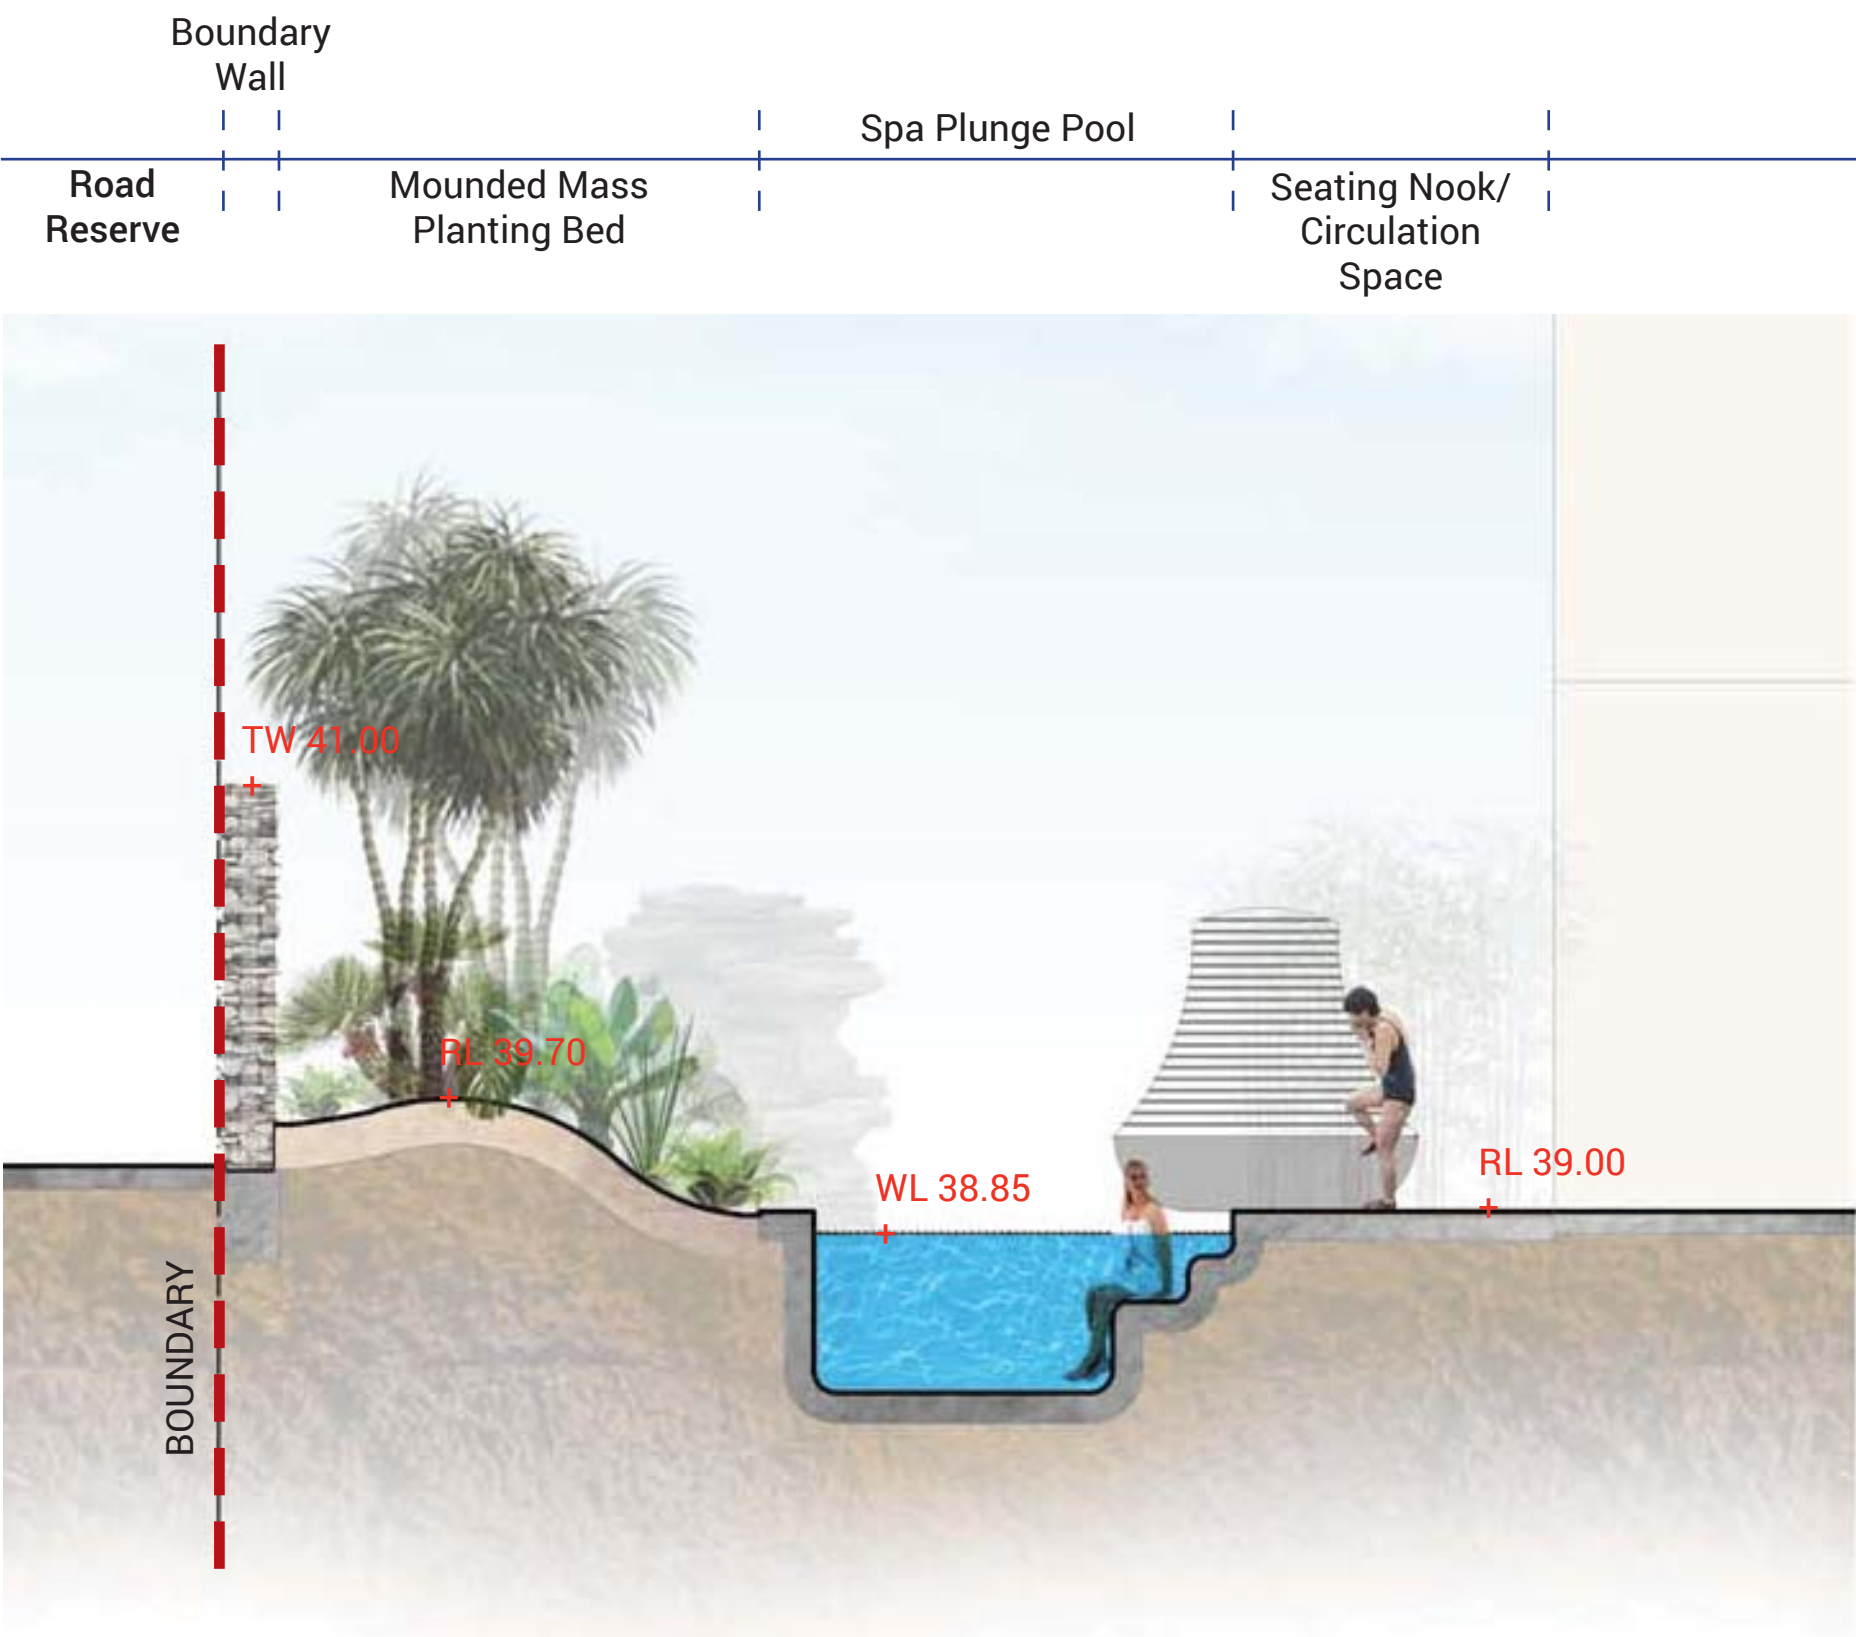 Boundary
Wall
Spa Plunge Pool
Road
Reserve
Mounded Mass
Planting Bed
Seating Nook/
Circulation
Space
TW 41.00
RL 39.70
WL 38.85
RL 39.00
BOUNDARY